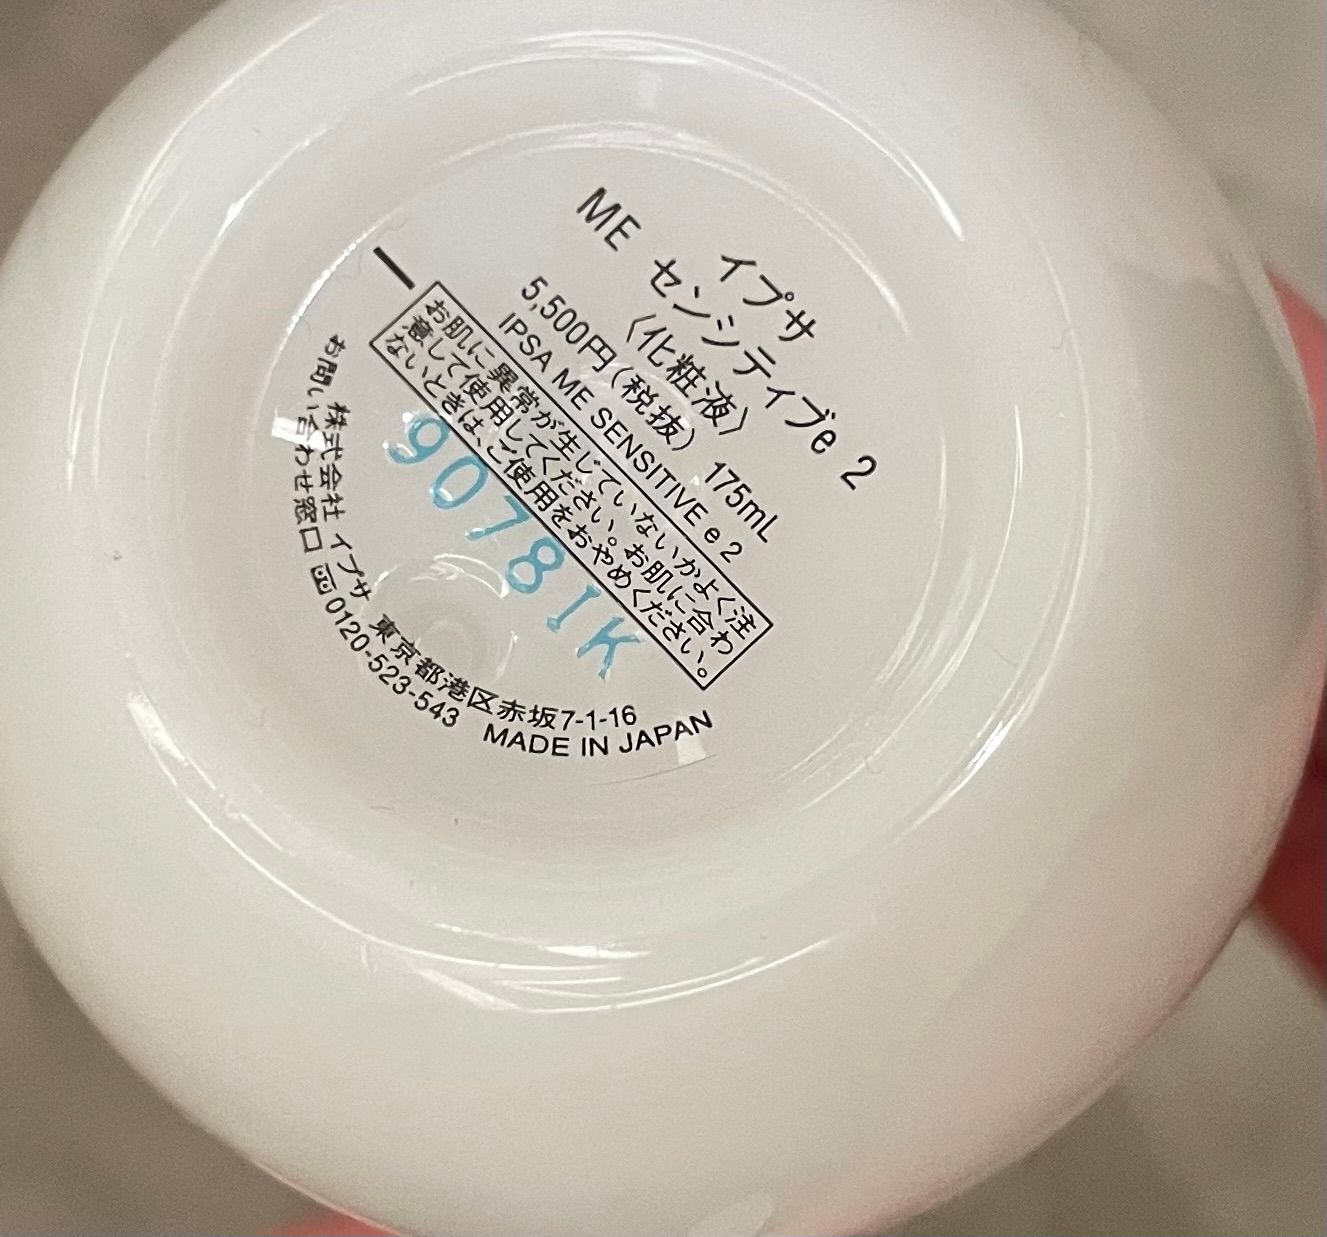 イプサ
ME センシティブe 2
〈化粧液〉
5,500円(税抜) 175mL
IPSA ME SENSITIVE e 2
お肌に異常が生じていないかよく注
意して使用してください。お肌に合わ
ないときは、ご使用をおやめください。
9078IK
株式会社 イプサ 東京都港区赤坂7-1-16
お問い合わせ窓口 0120-523-543 MADE IN JAPAN